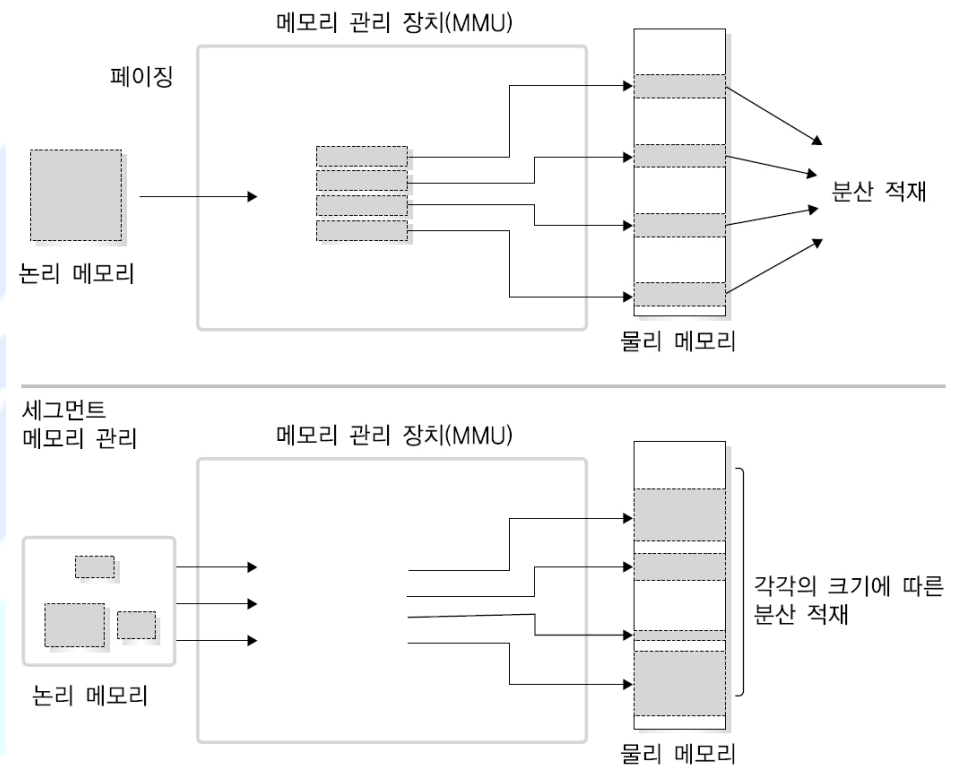 메모리 관리 장치(MMU)
페이징
분산 적재
논리 메모리
물리 메모리
세그먼트
메모리 관리
메모리 관리 장치(MMU)
각각의 크기에 따른
분산 적재
논리 메모리
물리 메모리